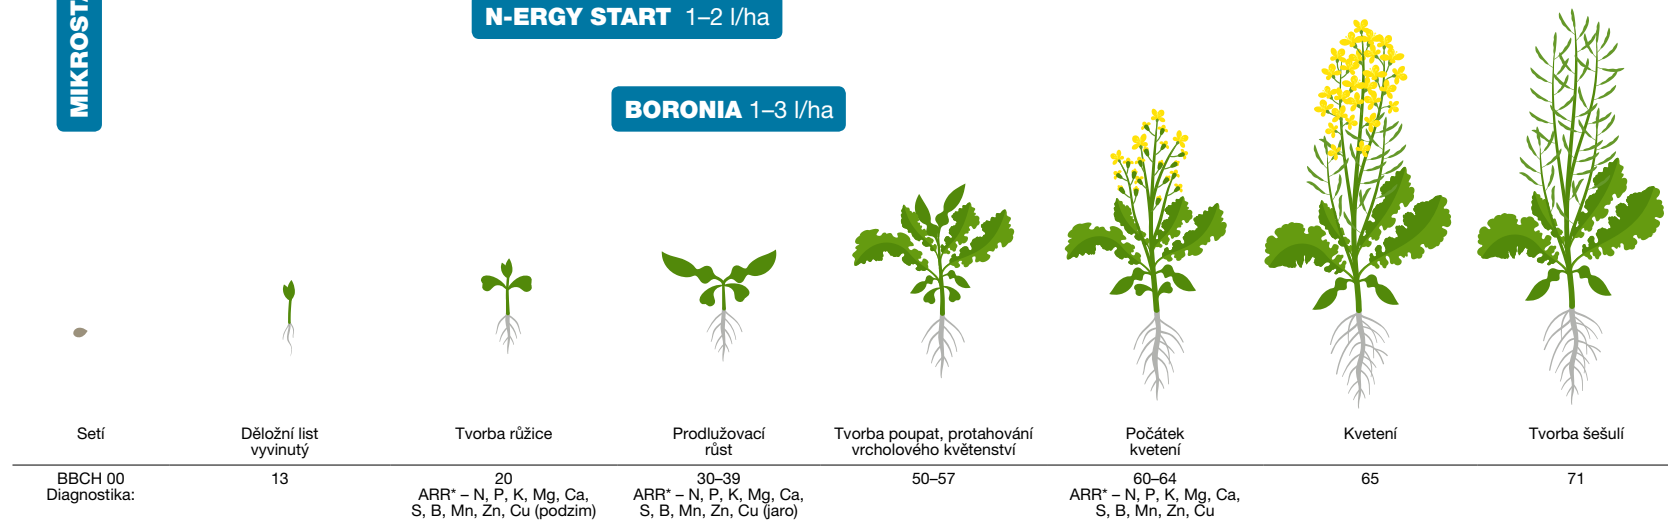 N-ERGY START 1–2 l/ha
BORONIA 1–3 l/ha
Setí
Děložní list
vyvinutý
Tvorba růžice
Prodlužovací
růst
Tvorba poupat, protahování
vrcholového květenství
Počátek
kvetení
Kvetení
Tvorba šešulí
BBCH 00
Diagnostika:
13
20
ARR* – N, P, K, Mg, Ca,
S, B, Mn, Zn, Cu (podzim)
30–39
ARR* – N, P, K, Mg, Ca,
S, B, Mn, Zn, Cu (jaro)
50–57
60–64
ARR* – N, P, K, Mg, Ca,
S, B, Mn, Zn, Cu
65
71